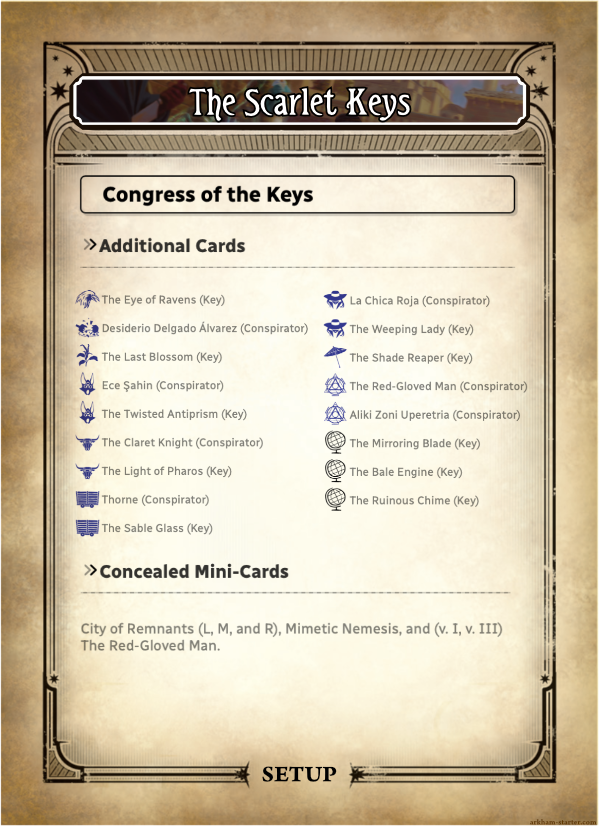 The Scarlet Keys
Congress of the Keys
Additional Cards
The Eye of Ravens (Key)
Desiderio Delgado Álvarez (Conspirator)
The Last Blossom (Key)
Ece Şahin (Conspirator)
The Twisted Antiprism (Key)
The Claret Knight (Conspirator)
The Light of Pharos (Key)
Thorne (Conspirator)
The Sable Glass (Key)
La Chica Roja (Conspirator)
The Weeping Lady (Key)
The Shade Reaper (Key)
The Red-Gloved Man (Conspirator)
Aliki Zoni Uperetria (Conspirator)
The Mirroring Blade (Key)
The Bale Engine (Key)
The Ruinous Chime (Key)
Concealed Mini-Cards
City of Remnants (L, M, and R), Mimetic Nemesis, and (v. I, v. III)
The Red-Gloved Man.
SETUP
arkham-starter.com